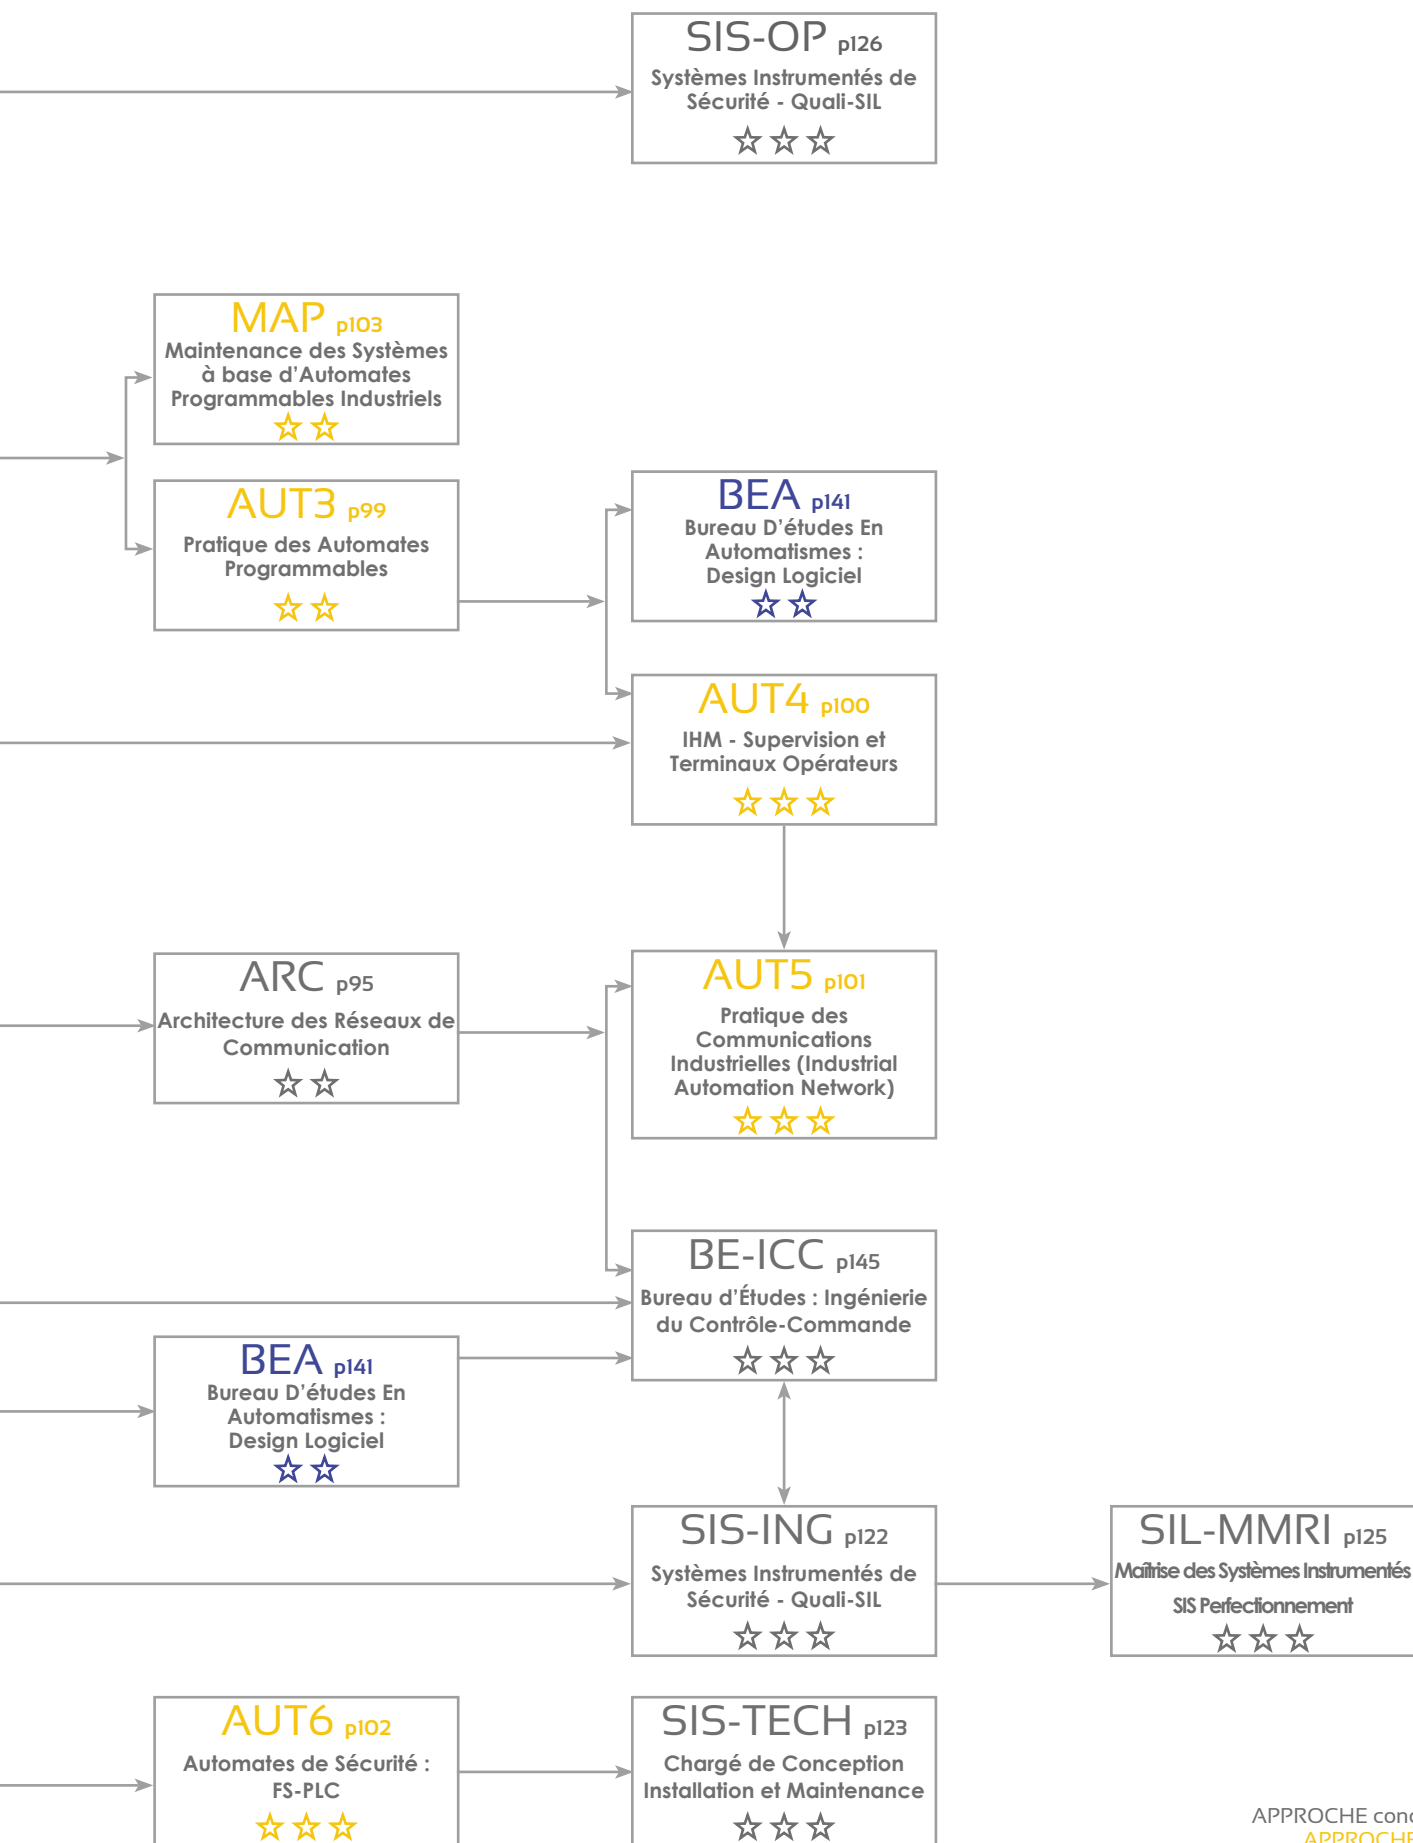 SIS-OP p126
Systèmes Instrumentés de
Sécurité - Quali-SIL
MAP p103
Maintenance des Systèmes
à base d’Automates
Programmables Industriels
AUT3 p99
Pratique des Automates
Programmables
BEA p141
Bureau D’études En
Automatismes :
Design Logiciel
AUT4 p100
IHM - Supervision et
Terminaux Opérateurs
ARC p95
Architecture des Réseaux de
Communication
AUT5 p101
Pratique des
Communications
Industrielles (Industrial
Automation Network)
BE-ICC p145
Bureau d’Études : Ingénierie
du Contrôle-Commande
BEA p141
Bureau D’études En
Automatismes :
Design Logiciel
SIS-ING p122
Systèmes Instrumentés de
Sécurité - Quali-SIL
SIL-MMRI p125
Maîtrise des Systèmes Instrumentés
SIS Perfectionnement
AUT6 p102
Automates de Sécurité :
FS-PLC
SIS-TECH p123
Chargé de Conception
Installation et Maintenance
APPROCHE conc
APPROCHE